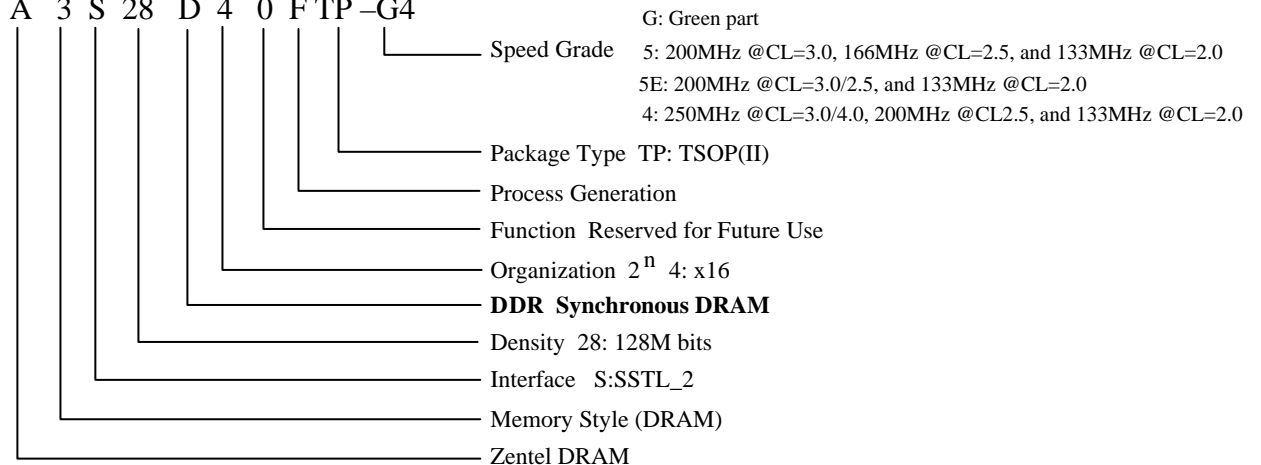 A 3 S 28 D 4 0 F TP –G4
G: Green part
Speed Grade 5: 200MHz @CL=3.0, 166MHz @CL=2.5, and 133MHz @CL=2.0
5E: 200MHz @CL=3.0/2.5, and 133MHz @CL=2.0
4: 250MHz @CL=3.0/4.0, 200MHz @CL2.5, and 133MHz @CL=2.0
Package Type TP: TSOP(II)
Process Generation
Function Reserved for Future Use
Organization 2n 4: x16
DDR Synchronous DRAM
Density 28: 128M bits
Interface S:SSTL_2
Memory Style (DRAM)
Zentel DRAM